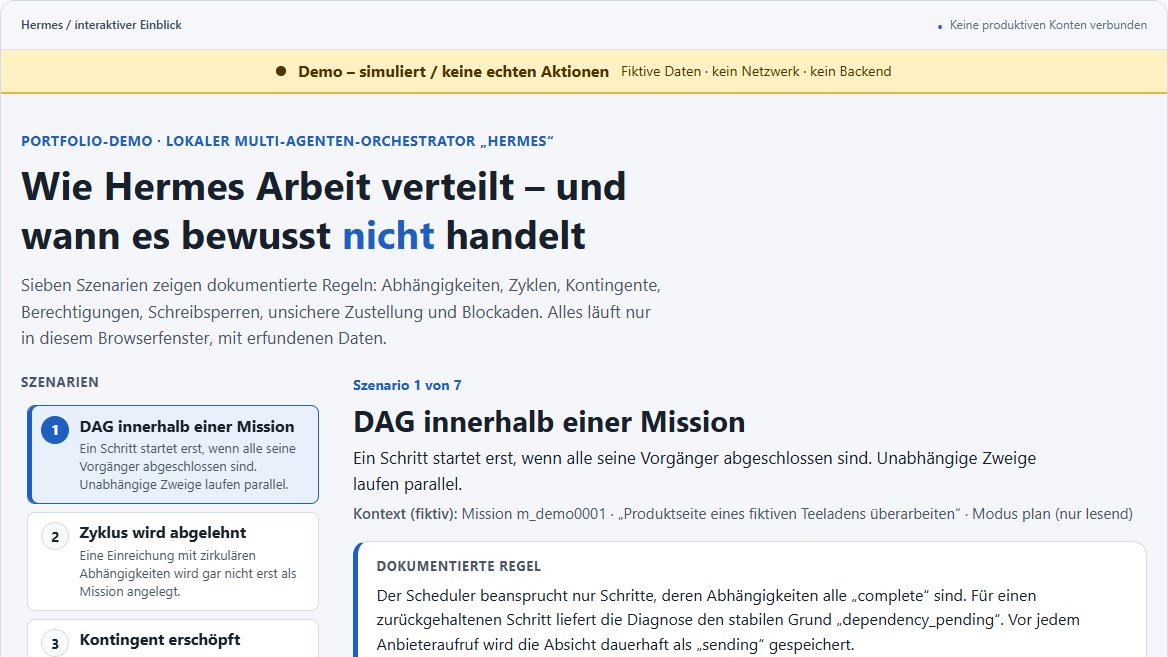 Hermes / interaktiver Einblick
Keine produktiven Konten verbunden
Demo – simuliert / keine echten Aktionen Fiktive Daten · kein Netzwerk · kein Backend
PORTFOLIO-DEMO · LOKALER MULTI-AGENTEN-ORCHESTRATOR „HERMES“
Wie Hermes Arbeit verteilt – und
wann es bewusst nicht handelt
Sieben Szenarien zeigen dokumentierte Regeln: Abhängigkeiten, Zyklen, Kontingente,
Berechtigungen, Schreibsperren, unsichere Zustellung und Blockaden. Alles läuft nur
in diesem Browserfenster, mit erfundenen Daten.
SZENARIEN
1 DAG innerhalb einer Mission
Ein Schritt startet erst, wenn alle seine
Vorgänger abgeschlossen sind.
Unabhängige Zweige laufen parallel.
2 Zyklus wird abgelehnt
Eine Einreichung mit zirkulären
Abhängigkeiten wird gar nicht erst als
Mission angelegt.
3 Kontingent erschöpft
Szenario 1 von 7
DAG innerhalb einer Mission
Ein Schritt startet erst, wenn alle seine Vorgänger abgeschlossen sind. Unabhängige Zweige
laufen parallel.
Kontext (fiktiv): Mission m_demo0001 · „Produktseite eines fiktiven Teeladens überarbeiten“ · Modus plan (nur lesend)
DOKUMENTIERTE REGEL
Der Scheduler beansprucht nur Schritte, deren Abhängigkeiten alle „complete“ sind. Für einen
zurückgehaltenen Schritt liefert die Diagnose den stabilen Grund „dependency_pending“. Vor jedem
Anbieteraufruf wird die Absicht dauerhaft als „sending“ gespeichert.